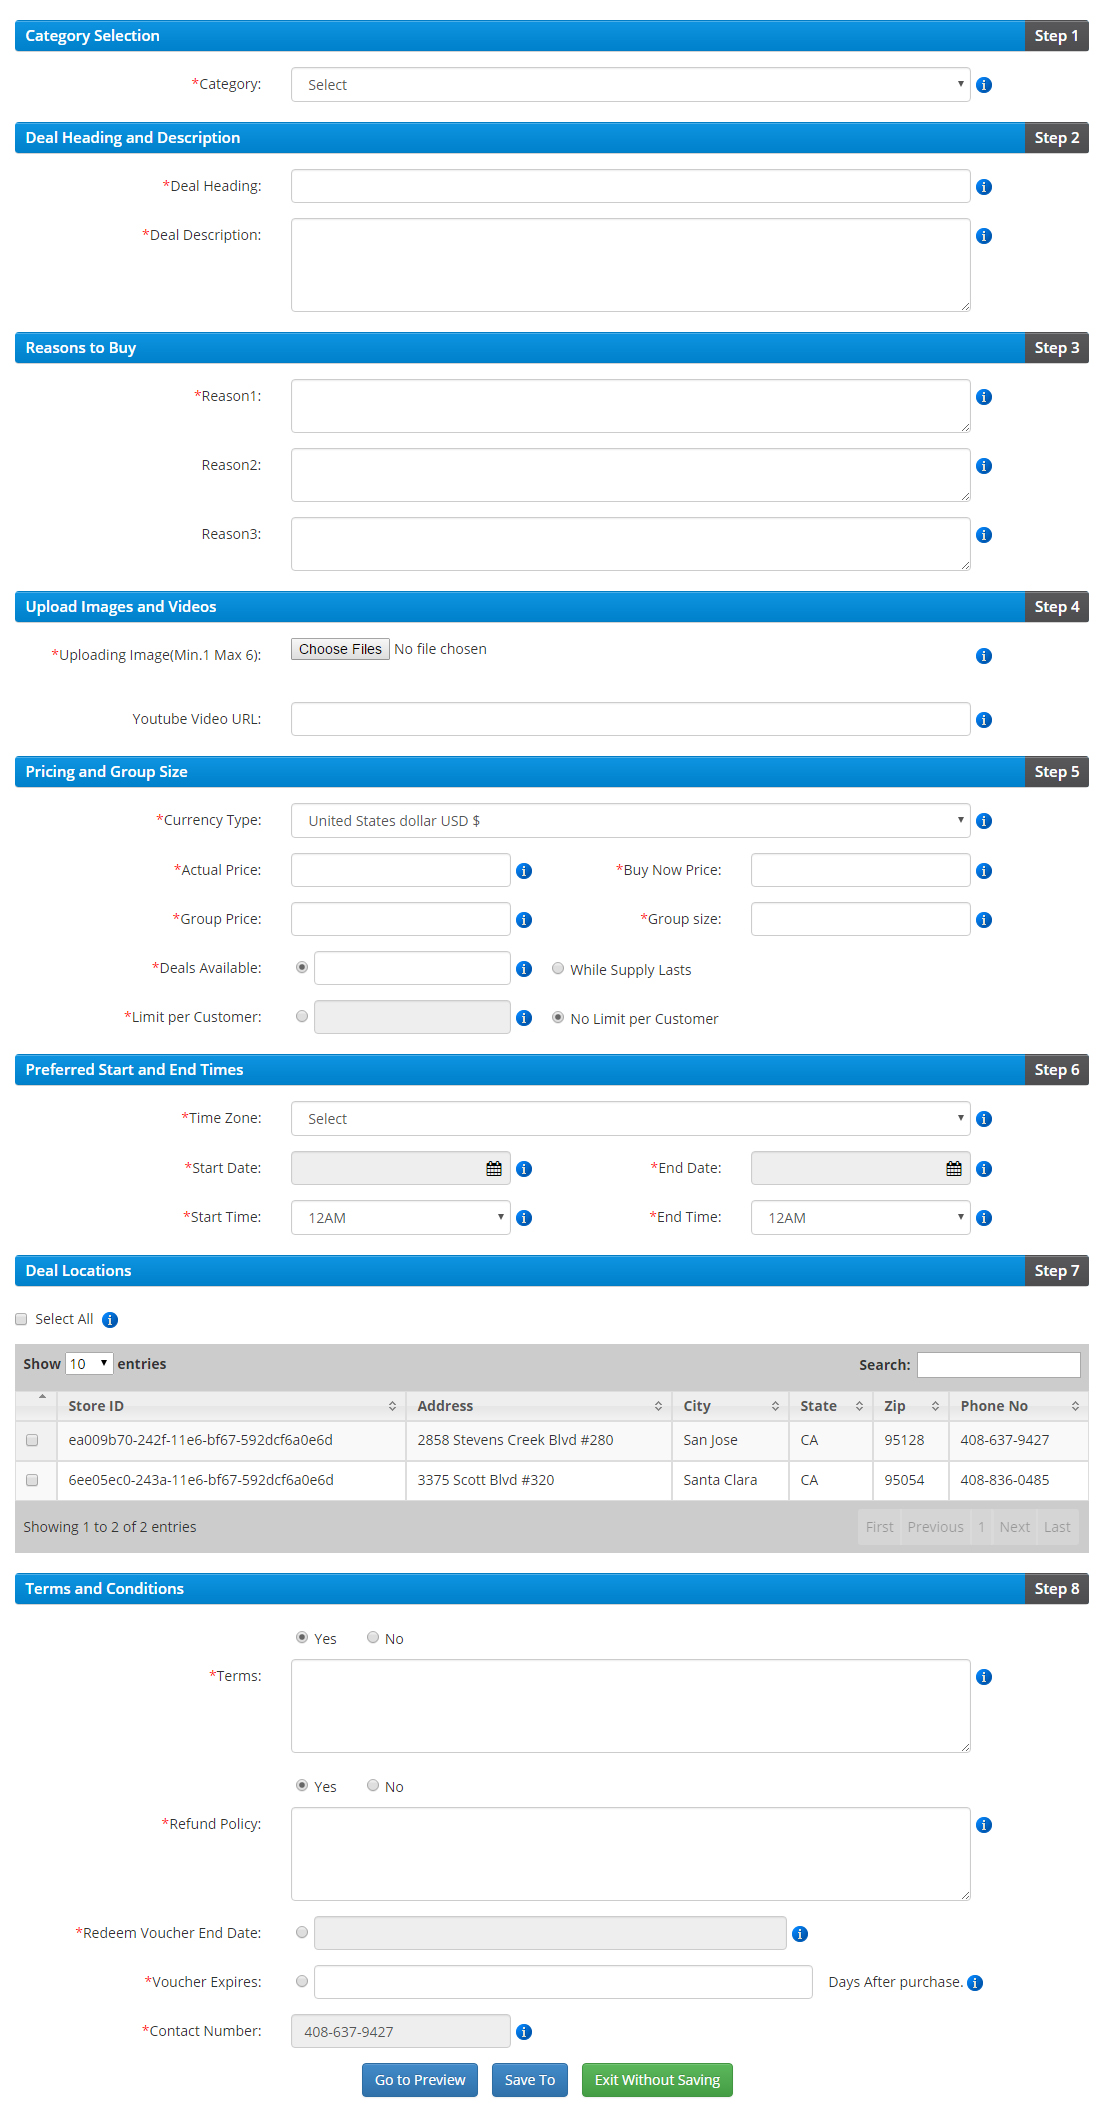 Category Selection Step 1
*Category: Select
Deal Heading and Description Step 2
*Deal Heading:
*Deal Description:
Reasons to Buy Step 3
*Reason1:
Reason2:
Reason3:
Upload Images and Videos Step 4
*Uploading Image(Min.1 Max 6): Choose Files No file chosen
Youtube Video URL:
Pricing and Group Size Step 5
*Currency Type: United States dollar USD $
*Actual Price: *Buy Now Price:
*Group Price: *Group size:
*Deals Available: While Supply Lasts
*Limit per Customer: No Limit per Customer
Preferred Start and End Times Step 6
*Time Zone: Select
*Start Date: *End Date:
*Start Time: 12AM *End Time: 12AM
Deal Locations Step 7
Select All
Show 10 entries Search:
Store ID Address City State Zip Phone No
ea009b70-242f-11e6-bf67-592dcf6a0e6d 2858 Stevens Creek Blvd #280 San Jose CA 95128 408-637-9427
6ee05ec0-243a-11e6-bf67-592dcf6a0e6d 3375 Scott Blvd #320 Santa Clara CA 95054 408-836-0485
Showing 1 to 2 of 2 entries First Previous 1 Next Last
Terms and Conditions Step 8
Yes No
*Terms:
Yes No
*Refund Policy:
*Redeem Voucher End Date:
*Voucher Expires: Days After purchase.
*Contact Number: 408-637-9427
Go to Preview Save To Exit Without Saving